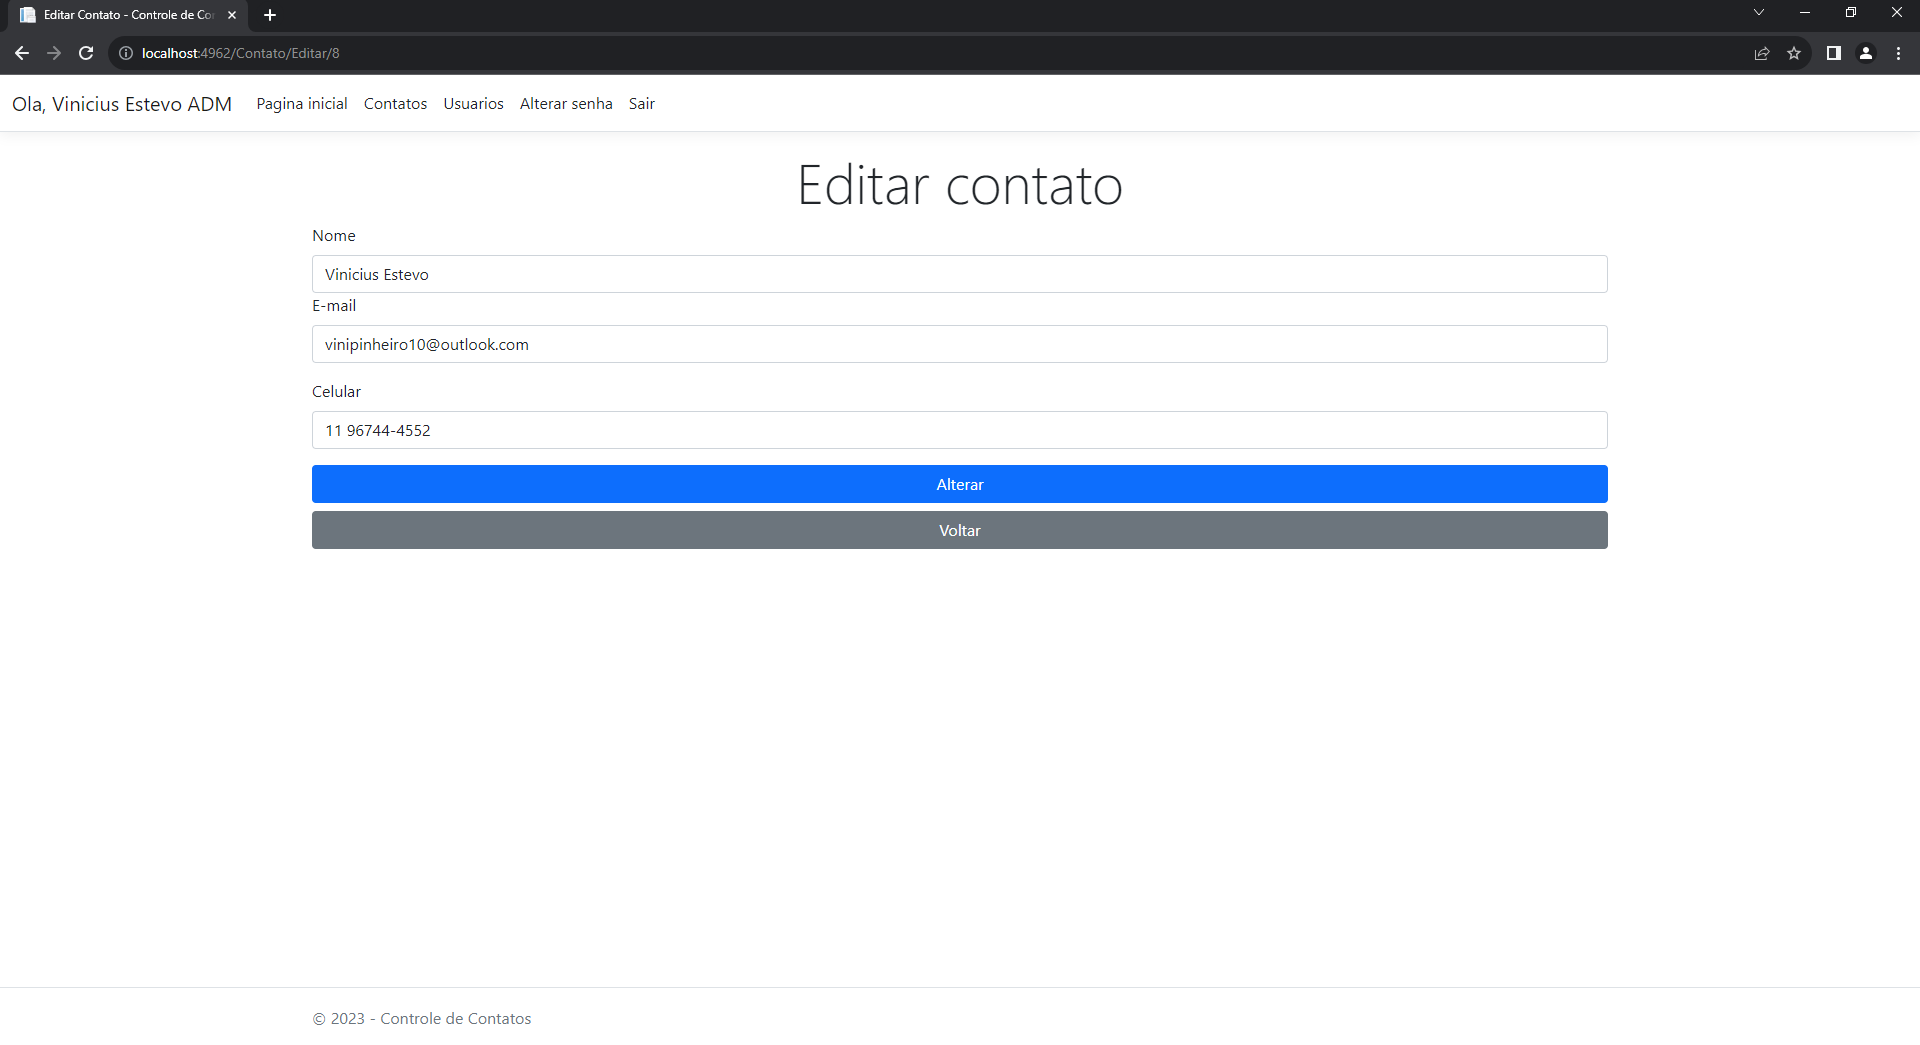 Editar Contato - Controle de Co
localhost:4962/Contato/Editar/8
Ola, Vinicius Estevo ADM Pagina inicial Contatos Usuarios Alterar senha Sair
Editar contato
Nome
Vinicius Estevo
E-mail
vinipinheiro10@outlook.com
Celular
11 96744-4552
Alterar
Voltar
© 2023 - Controle de Contatos